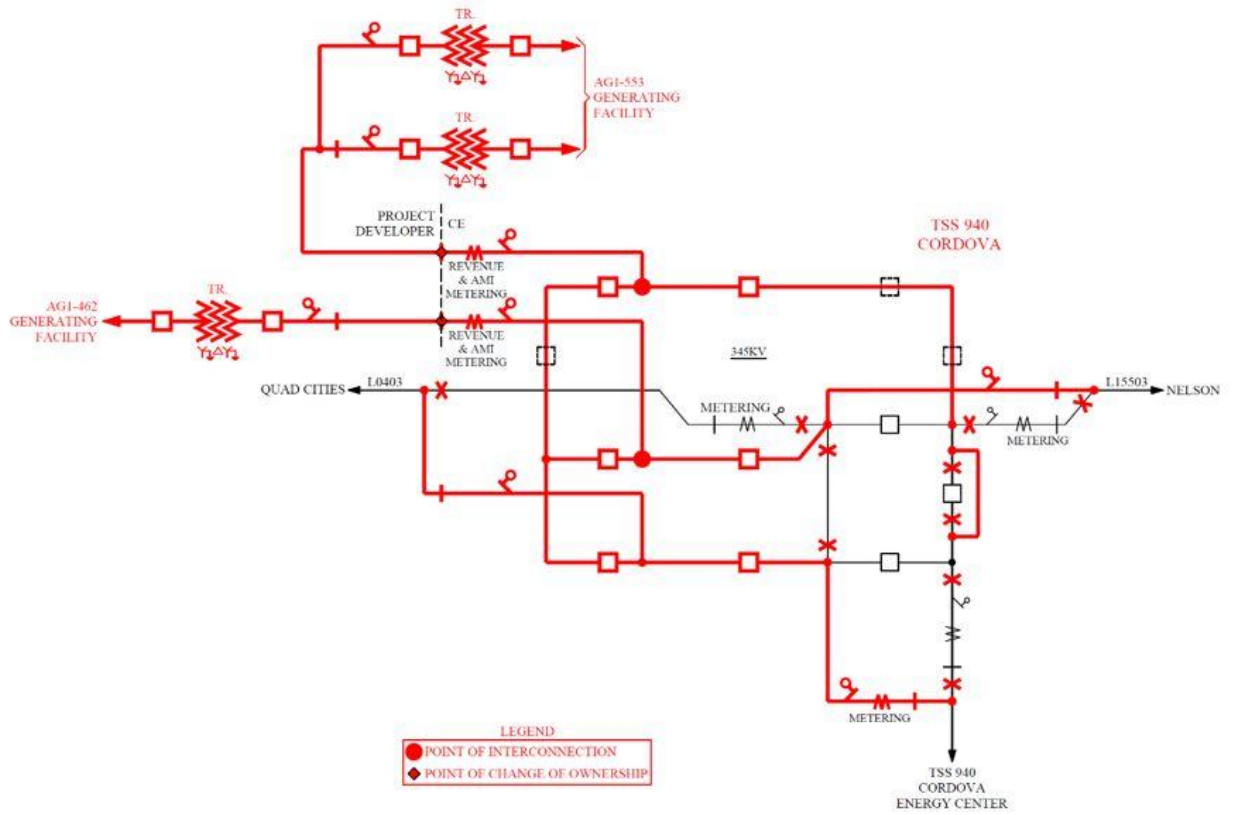 TR.
AG1-553
GENERATING
FACILITY
TR.
PROJECT
DEVELOPER
CE
TSS 940
CORDOVA
REVENUE
& AMI
METERING
TR.
AG1-462
GENERATING
FACILITY
REVENUE
& AMI
METERING
345KV
QUAD CITIES
L0403
L15503
NELSON
METERING
METERING
METERING
LEGEND
POINT OF INTERCONNECTION
POINT OF CHANGE OF OWNERSHIP
TSS 940
CORDOVA
ENERGY CENTER